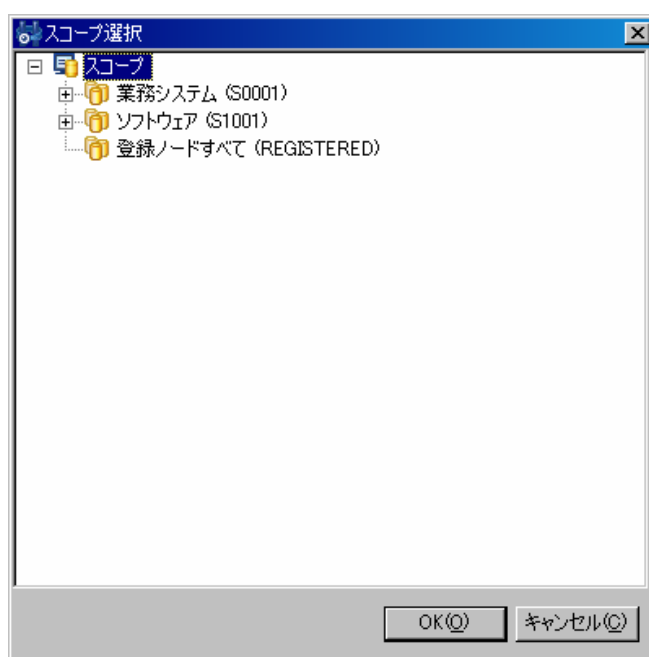 スコープ選択
スコープ
業務システム (S0001)
ソフトウェア (S1001)
登録ノードすべて (REGISTERED)
OK(O) キャンセル(C)